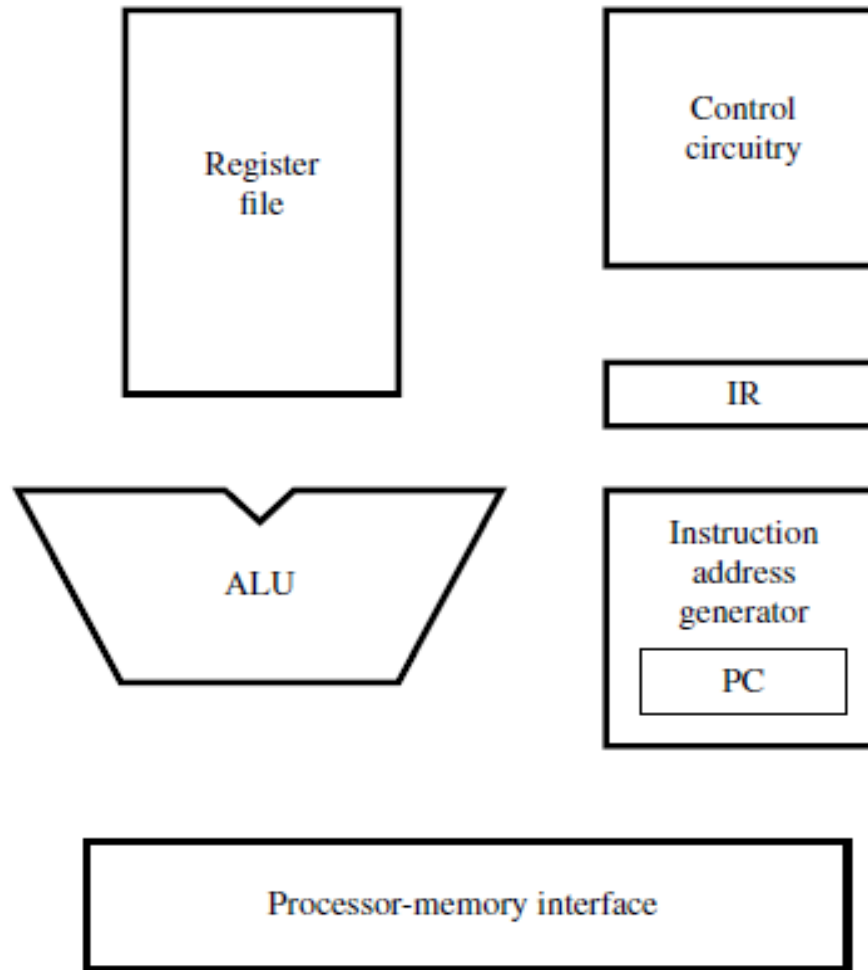 Register
file
Control
circuitry
IR
ALU
Instruction
address
generator
PC
Processor-memory interface